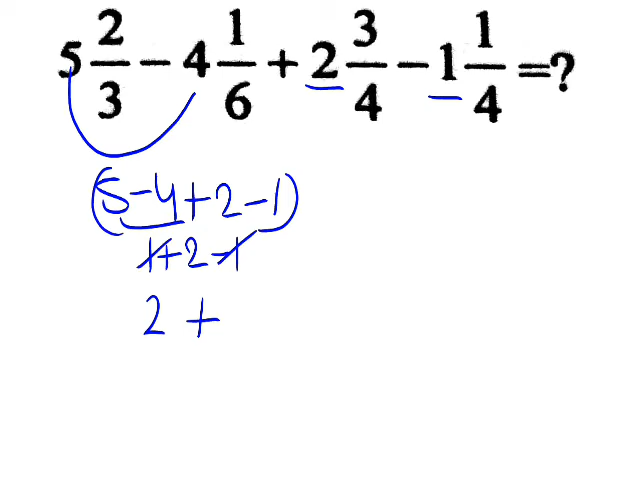 5 2/3 − 4 1/6 + 2 3/4 − 1 1/4 = ?
(5 − 4 + 2 − 1)
1 + 2 − 1
2 +